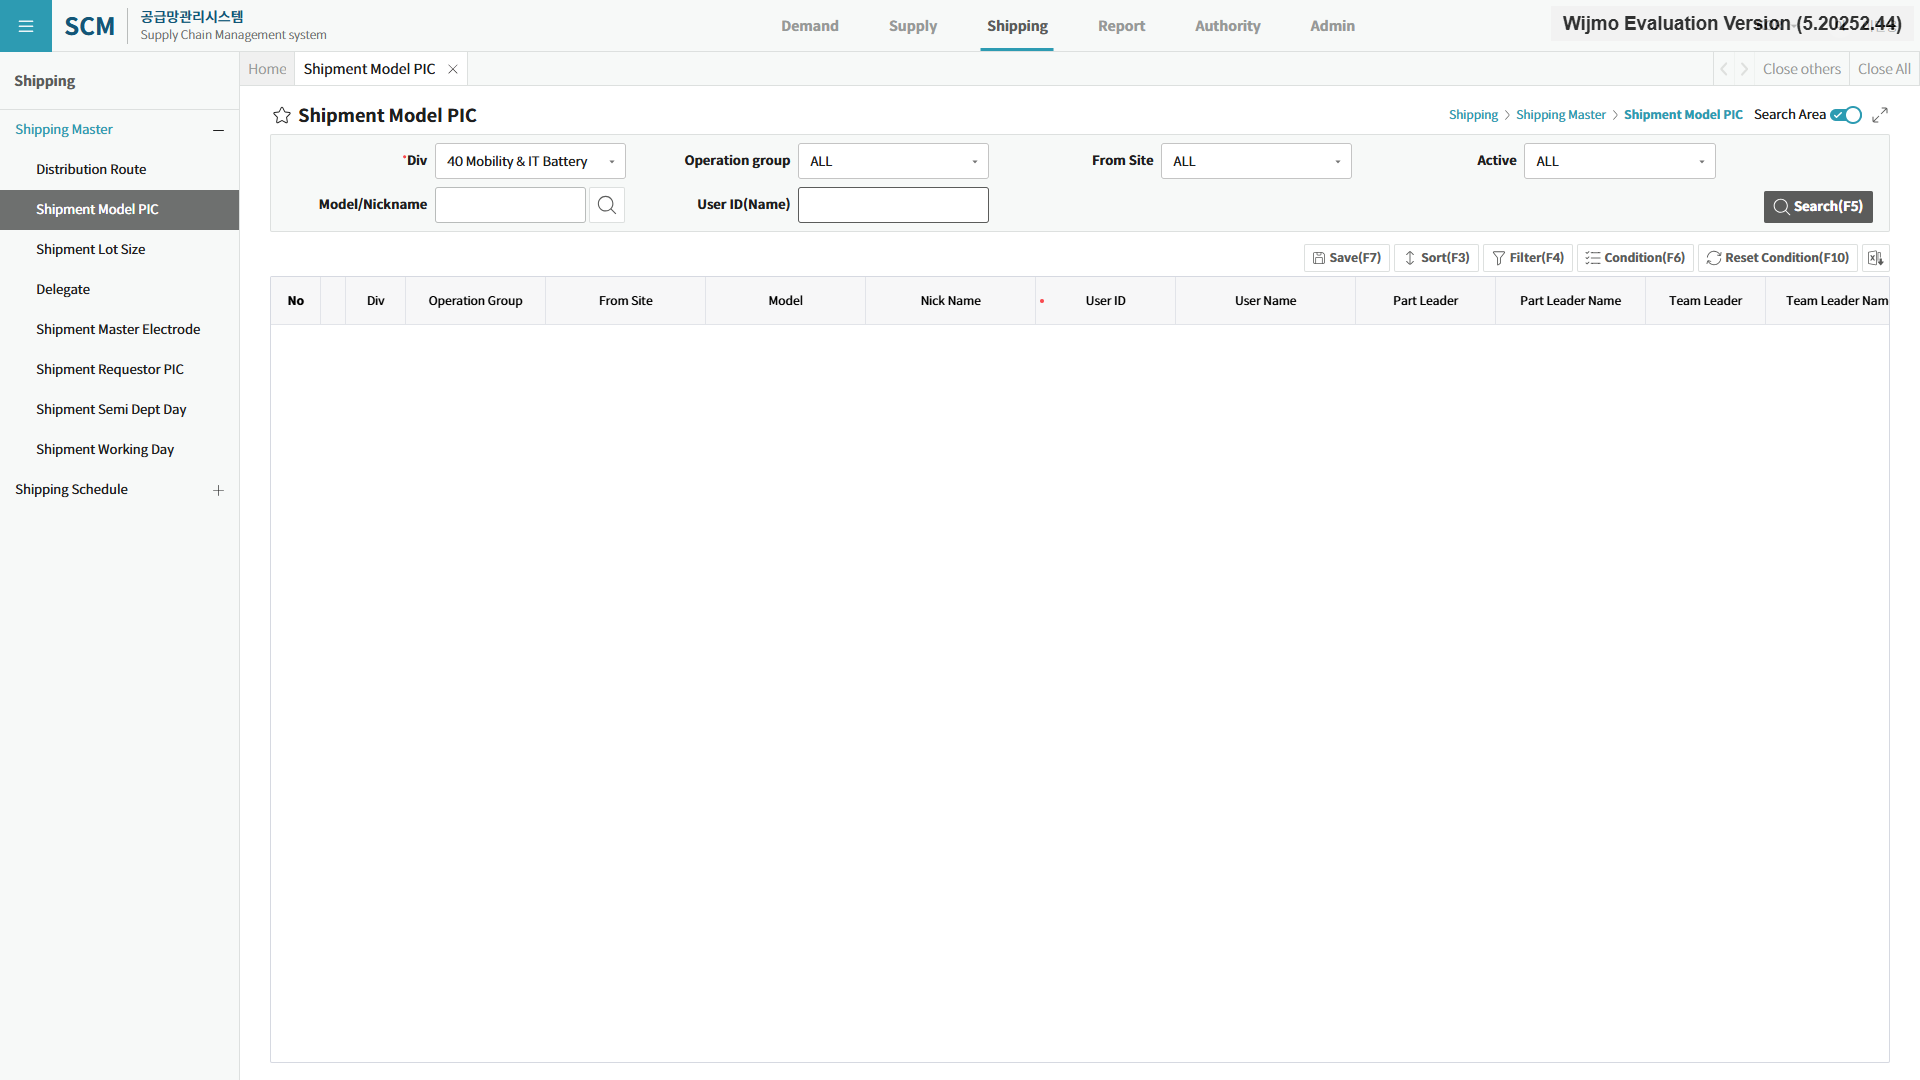 SCM
공급망관리시스템
Supply Chain Management system
Demand
Supply
Shipping
Report
Authority
Admin
Wijmo Evaluation Version (5.20252.44)
Shipping
Home
Shipment Model PIC
Close others
Close All
Shipping Master
Distribution Route
Shipment Model PIC
Shipment Lot Size
Delegate
Shipment Master Electrode
Shipment Requestor PIC
Shipment Semi Dept Day
Shipment Working Day
Shipping Schedule
Shipment Model PIC
Shipping > Shipping Master > Shipment Model PIC
Search Area
*Div
40 Mobility & IT Battery
Operation group
ALL
From Site
ALL
Active
ALL
Model/Nickname
User ID(Name)
Search(F5)
Save(F7)
Sort(F3)
Filter(F4)
Condition(F6)
Reset Condition(F10)
No
Div
Operation Group
From Site
Model
Nick Name
User ID
User Name
Part Leader
Part Leader Name
Team Leader
Team Leader Nam